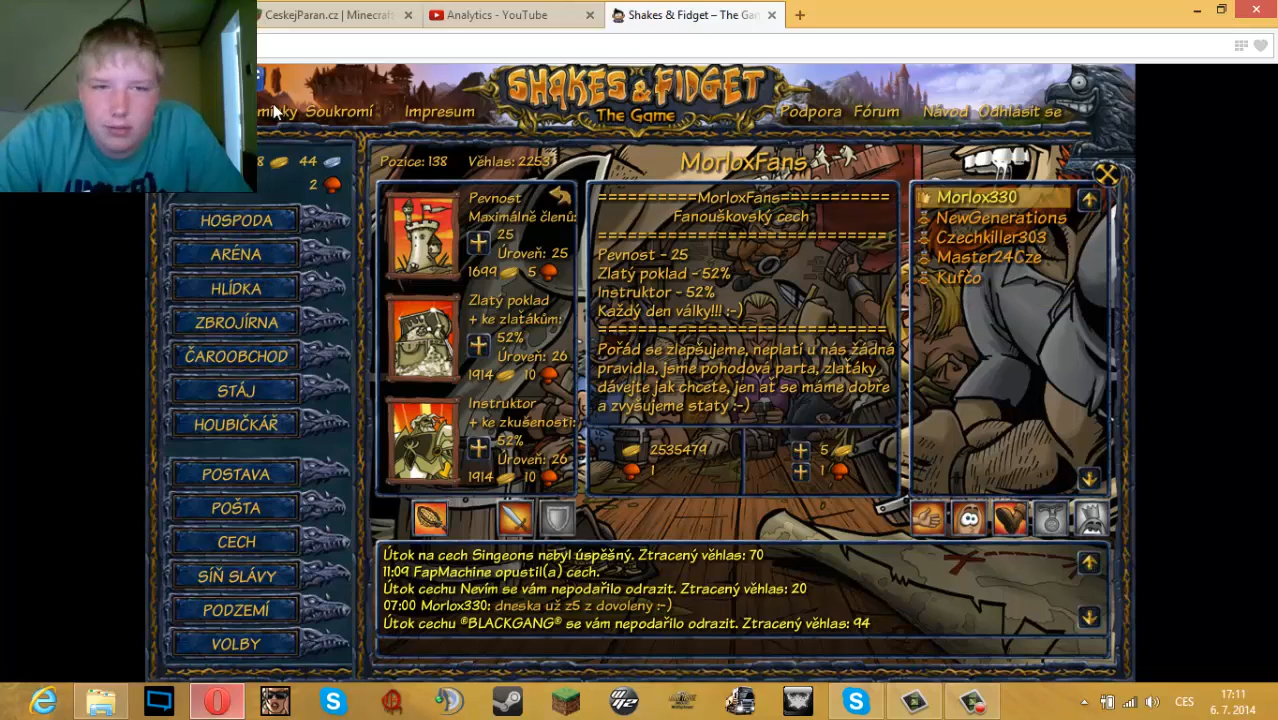 CeskejParan.cz | Minecraft
Analytics - YouTube
Shakes & Fidget – The Gam
SHAKES & FIDGET
The Game
Soukromí
Impresum
Podpora
Fórum
Návod
Odhlásit se
8 44
2
HOSPODA
ARÉNA
HLÍDKA
ZBROJÍRNA
ČAROOBCHOD
STÁJ
HOUBIČKÁŘ
POSTAVA
POŠTA
CECH
SÍŇ SLÁVY
PODZEMÍ
VOLBY
Pozice: 138
Věhlas: 2253
MorloxFans
Pevnost
Maximálně členů:
25
Úroveň: 25
1699 5
Zlatý poklad
+ ke zlaťákům:
52%
Úroveň: 26
1914 10
Instruktor
+ ke zkušenosti:
52%
Úroveň: 26
1914 10
==========MorloxFans==========
Fanouškovský cech
=============================
Pevnost - 25
Zlatý poklad - 52%
Instruktor - 52%
Každý den války!!! :-)
=============================
Pořád se zlepšujeme, neplatí u nás žádná
pravidla, jsme pohodová parta, zlaťáky
dávejte jak chcete, jen ať se máme dobře
a zvyšujeme staty :-)
2535479
1
5
1
Morlox330
NewGenerations
Czechkiller303
Master24Cze
Kufčo
Útok na cech Singeons nebyl úspěšný. Ztracený věhlas: 70
11:09 FapMachine opustil(a) cech.
Útok cechu Nevím se vám nepodařilo odrazit. Ztracený věhlas: 20
07:00 Morlox330: dneska už z5 z dovoleny :-)
Útok cechu ®BLACKGANG® se vám nepodařilo odrazit. Ztracený věhlas: 94
CES
17:11
6. 7. 2014